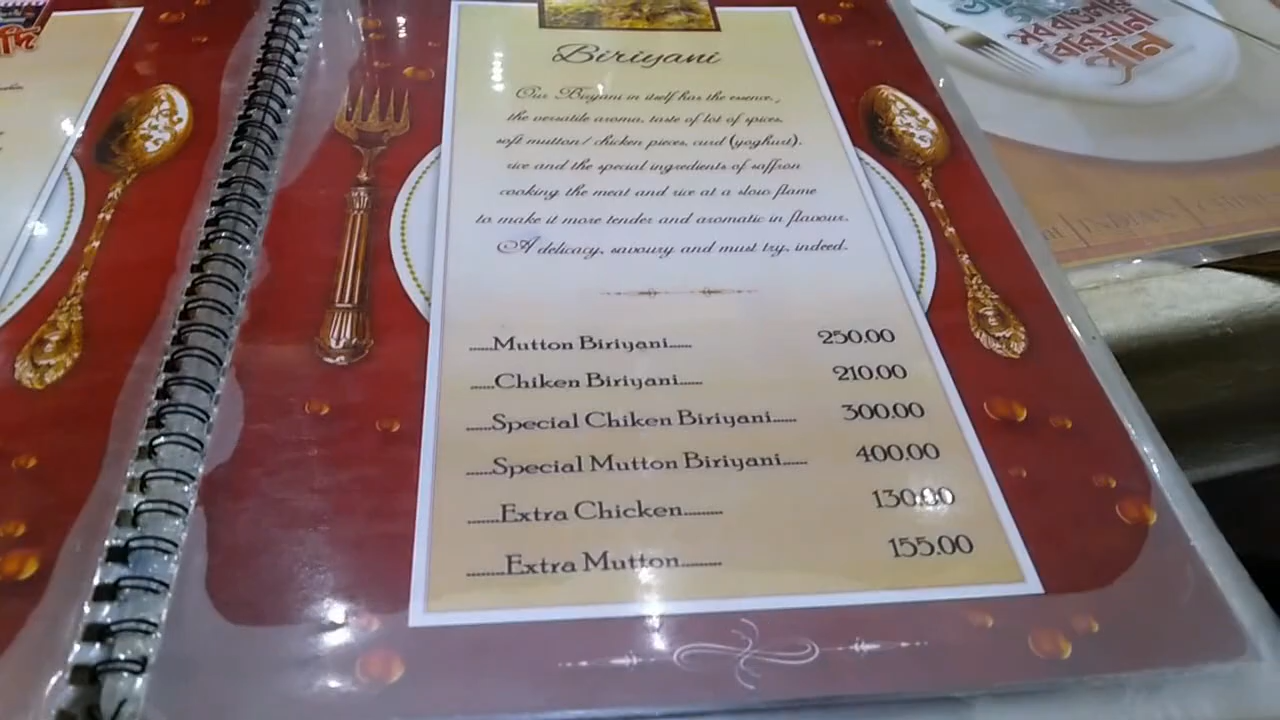 Biriyani
Our Biryani in itself has the essence,
the versatile aroma, taste of lot of spices,
soft mutton/ chicken pieces, curd (yoghurt),
rice and the special ingredients of saffron
cooking the meat and rice at a slow flame
to make it more tender and aromatic in flavour.
A delicacy, savoury and must try, indeed.
......Mutton Biriyani...... 250.00
......Chiken Biriyani...... 210.00
......Special Chiken Biriyani...... 300.00
......Special Mutton Biriyani...... 400.00
........Extra Chicken.......... 130.00
.........Extra Mutton.......... 155.00
বিরিয়ানী
INDIAN